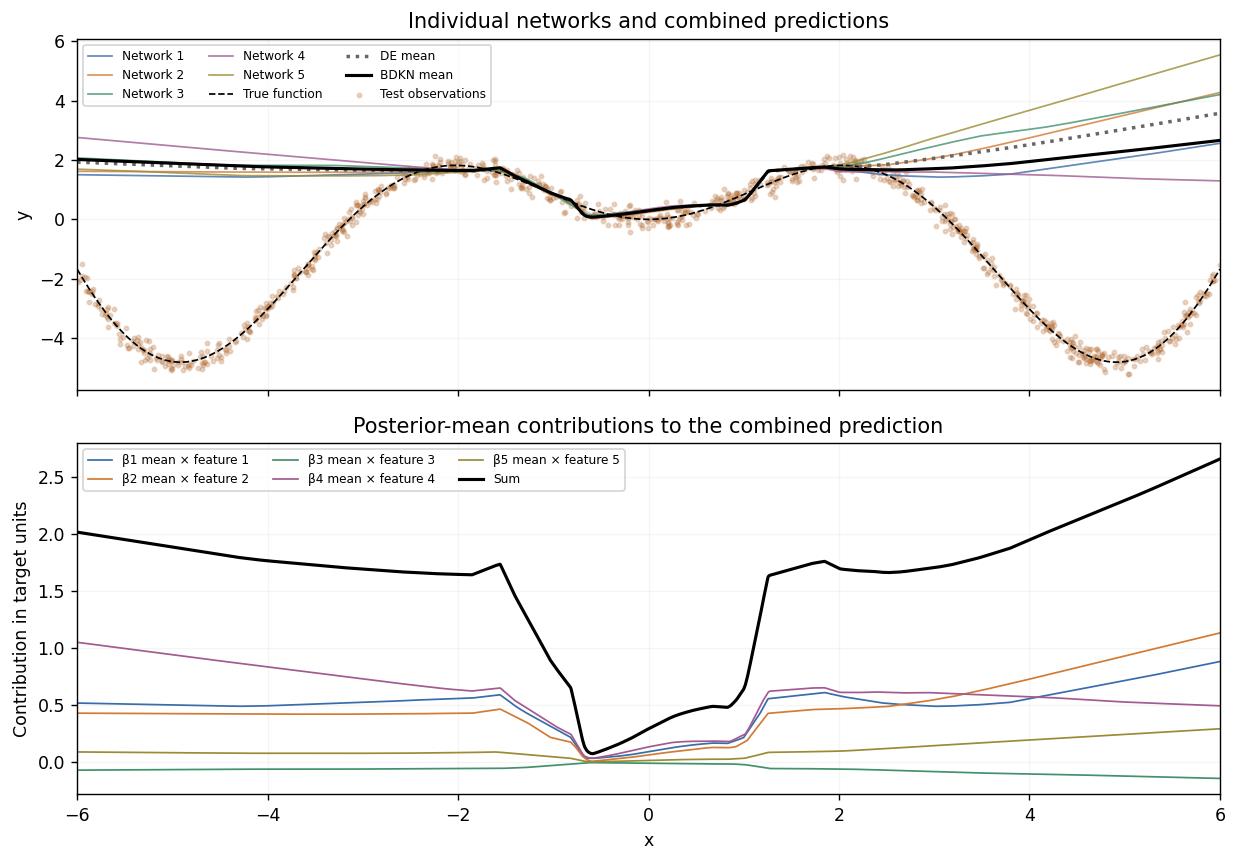 Individual networks and combined predictions
Network 1
Network 2
Network 3
Network 4
Network 5
True function
DE mean
BDKN mean
Test observations
6
4
2
0
−2
−4
y
Posterior-mean contributions to the combined prediction
β1 mean × feature 1
β2 mean × feature 2
β3 mean × feature 3
β4 mean × feature 4
β5 mean × feature 5
Sum
2.5
2.0
1.5
1.0
0.5
0.0
Contribution in target units
−6 −4 −2 0 2 4 6
x